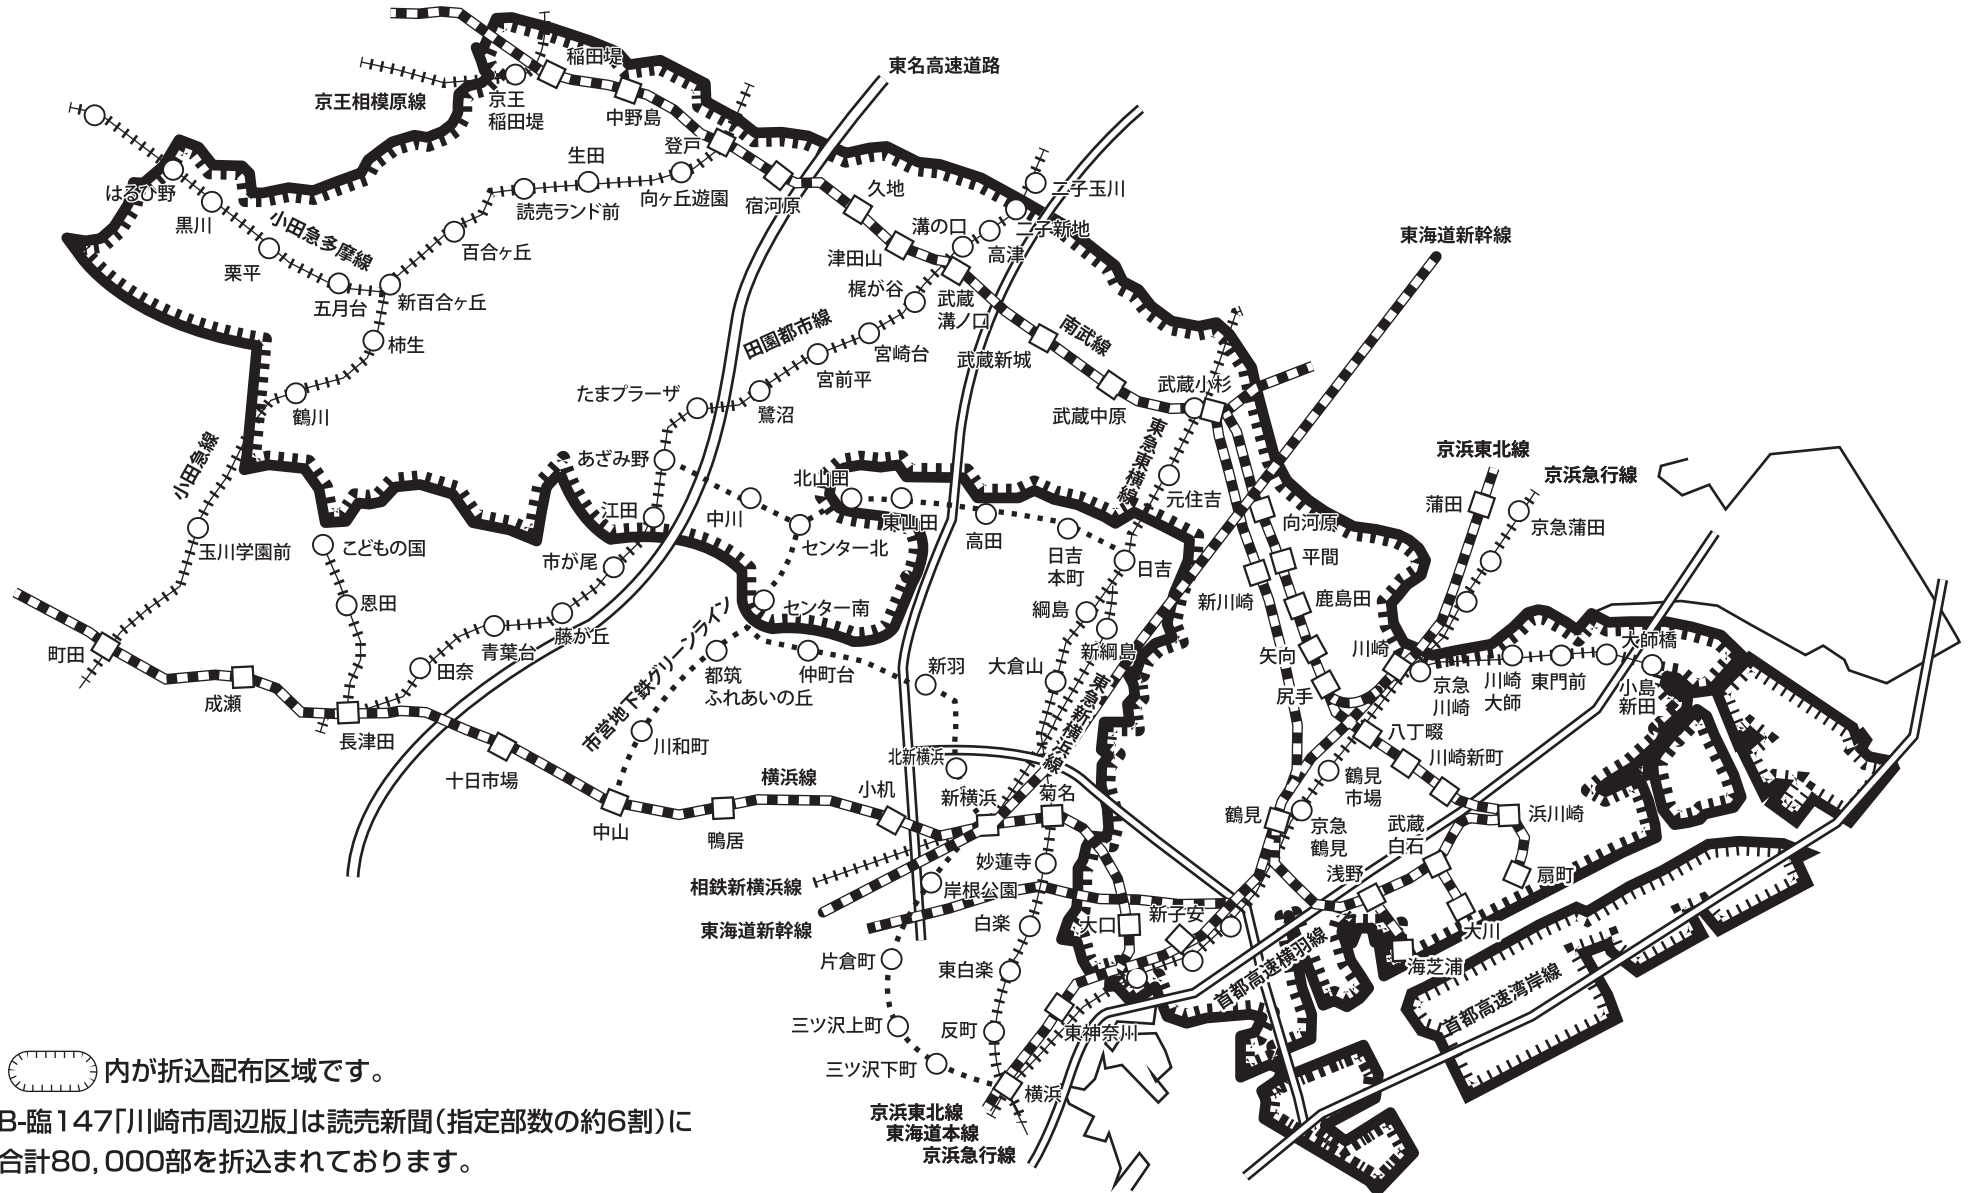 稲田堤
東名高速道路
京王相模原線
京王
稲田堤
中野島
登戸
生田
はるひ野
読売ランド前
向ヶ丘遊園
宿河原
久地
二子玉川
黒川
小田急多摩線
百合ヶ丘
溝の口
二子新地
高津
津田山
東海道新幹線
栗平
五月台
新百合ヶ丘
梶が谷
武蔵
溝ノ口
田園都市線
南武線
柿生
宮崎台
武蔵新城
宮前平
たまプラーザ
武蔵小杉
鶴川
鷺沼
武蔵中原
東急東横線
小田急線
あざみ野
京浜東北線
京浜急行線
北山田
元住吉
江田
中川
東山田
蒲田
向河原
京急蒲田
玉川学園前
こどもの国
センター北
高田
日吉
本町
日吉
平間
市が尾
恩田
センター南
綱島
新川崎
鹿島田
市営地下鉄グリーンライン
町田
青葉台
藤が丘
新綱島
矢向
川崎
大師橋
田奈
都筑
ふれあいの丘
仲町台
新羽
大倉山
東急新横浜線
尻手
京急
川崎
川崎
大師
東門前
小島
新田
成瀬
長津田
川和町
北新横浜
八丁畷
川崎新町
十日市場
横浜線
小机
新横浜
菊名
鶴見
市場
中山
鴨居
鶴見
京急
鶴見
武蔵
白石
浜川崎
妙蓮寺
浅野
扇町
相鉄新横浜線
岸根公園
東海道新幹線
白楽
大口
新子安
大川
片倉町
東白楽
首都高速横羽線
海芝浦
首都高速湾岸線
三ツ沢上町
反町
東神奈川
三ツ沢下町
横浜
京浜東北線
東海道本線
京浜急行線
内が折込配布区域です。
B-臨147「川崎市周辺版」は読売新聞(指定部数の約6割)に
合計80,000部を折込まれております。